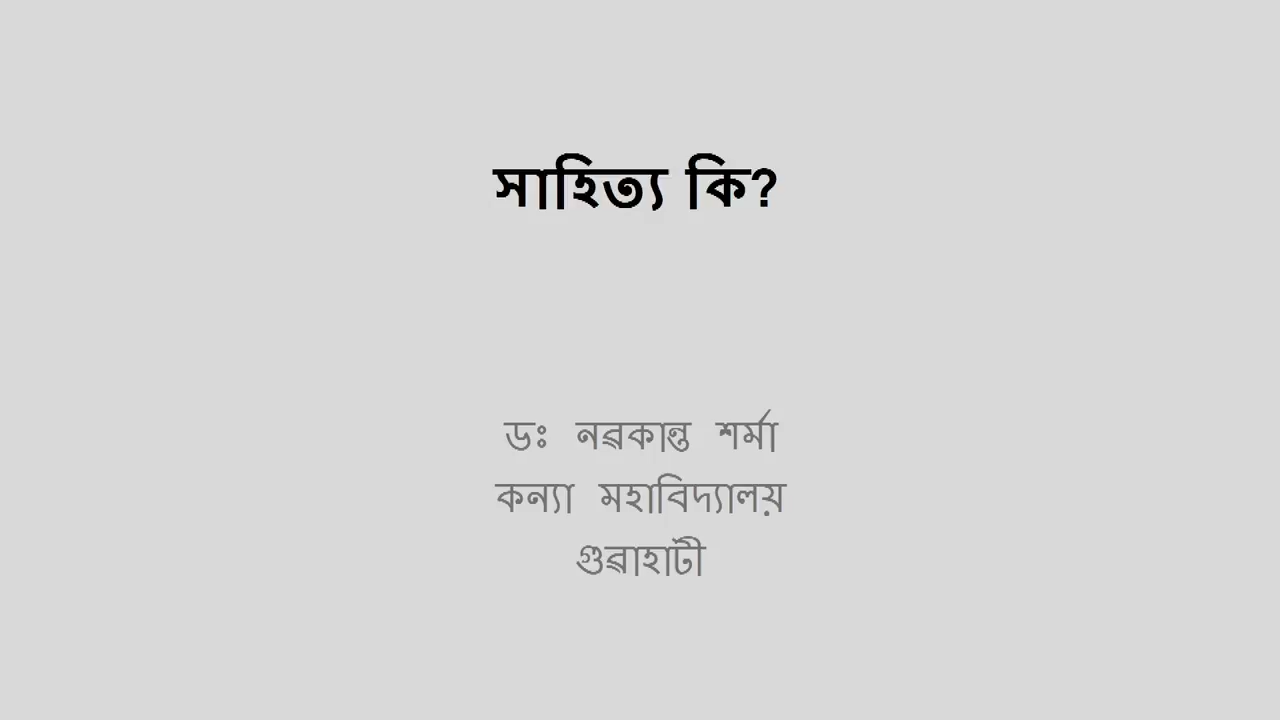 সাহিত্য কি?
ডঃ নৱকান্ত শৰ্মা
কন্যা মহাবিদ্যালয়
গুৱাহাটী